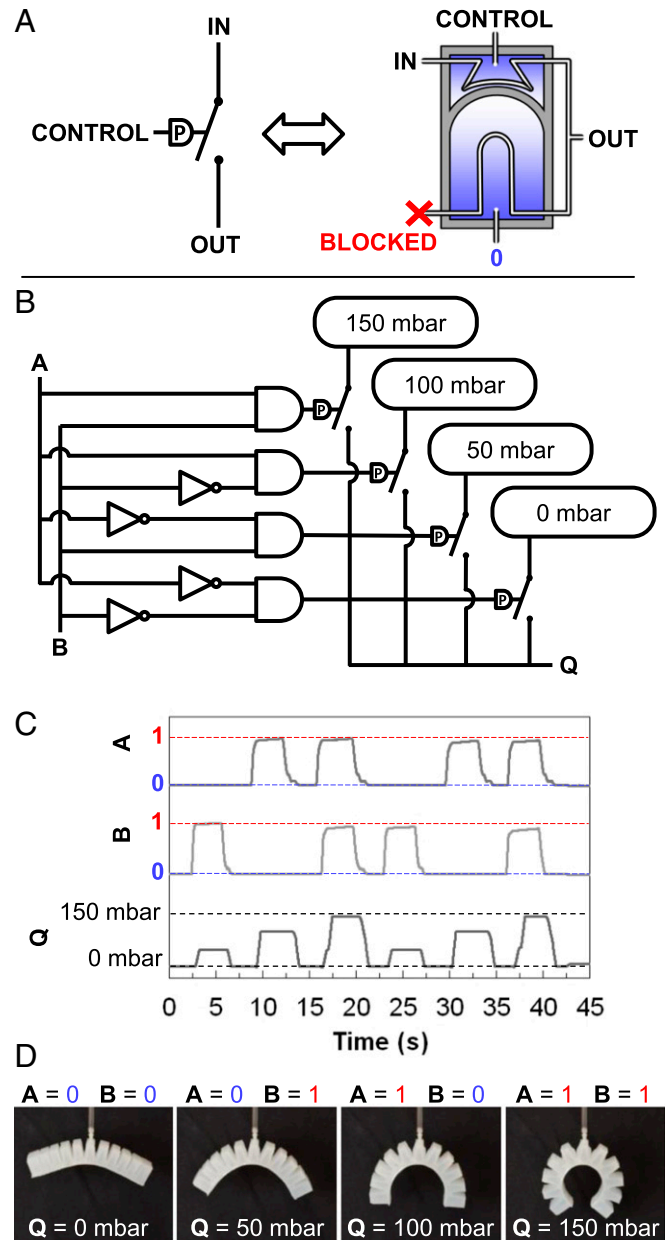 A
IN
CONTROL
P
OUT
CONTROL
IN
OUT
BLOCKED
0
B
150 mbar
A
100 mbar
P
50 mbar
P
0 mbar
P
P
B
Q
C
A
1
0
B
1
0
Q
150 mbar
0 mbar
0 5 10 15 20 25 30 35 40 45
Time (s)
D
A = 0 B = 0
A = 0 B = 1
A = 1 B = 0
A = 1 B = 1
Q = 0 mbar
Q = 50 mbar
Q = 100 mbar
Q = 150 mbar